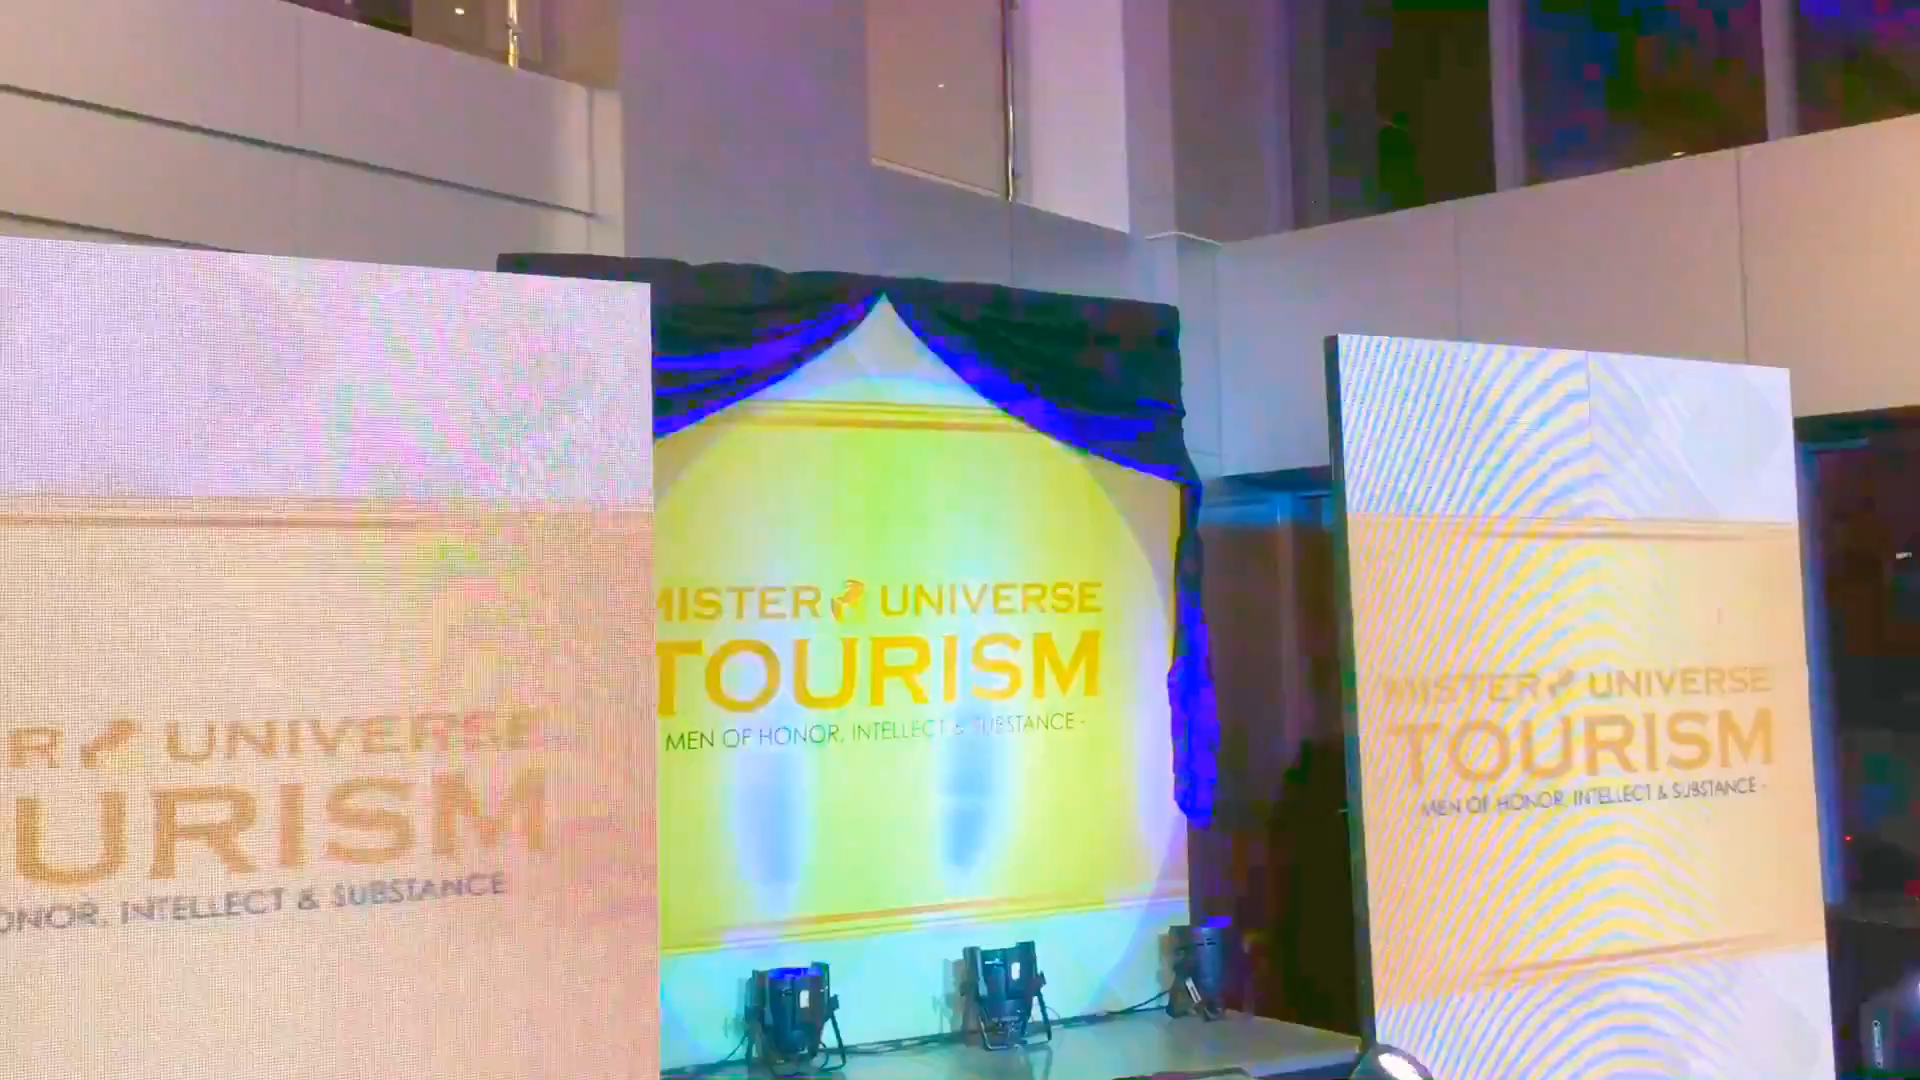 R UNIVERSE
URISM
ONOR, INTELLECT & SUBSTANCE
MISTER UNIVERSE
TOURISM
MEN OF HONOR, INTELLECT & SUBSTANCE -
MISTER UNIVERSE
TOURISM
MEN OF HONOR, INTELLECT & SUBSTANCE -